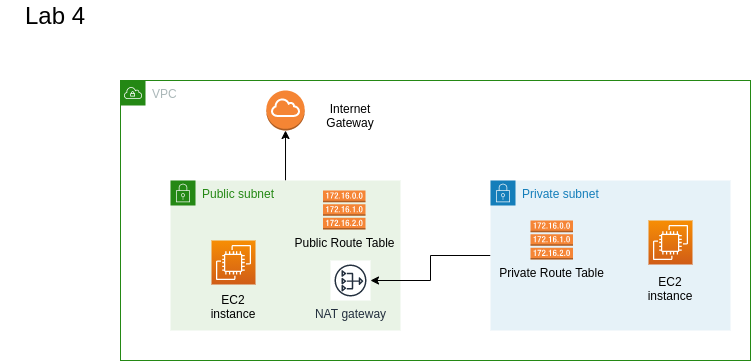 Lab 4
VPC
Internet
Gateway
Public subnet
172.16.0.0
172.16.1.0
172.16.2.0
Public Route Table
EC2
instance
NAT gateway
Private subnet
172.16.0.0
172.16.1.0
172.16.2.0
Private Route Table
EC2
instance